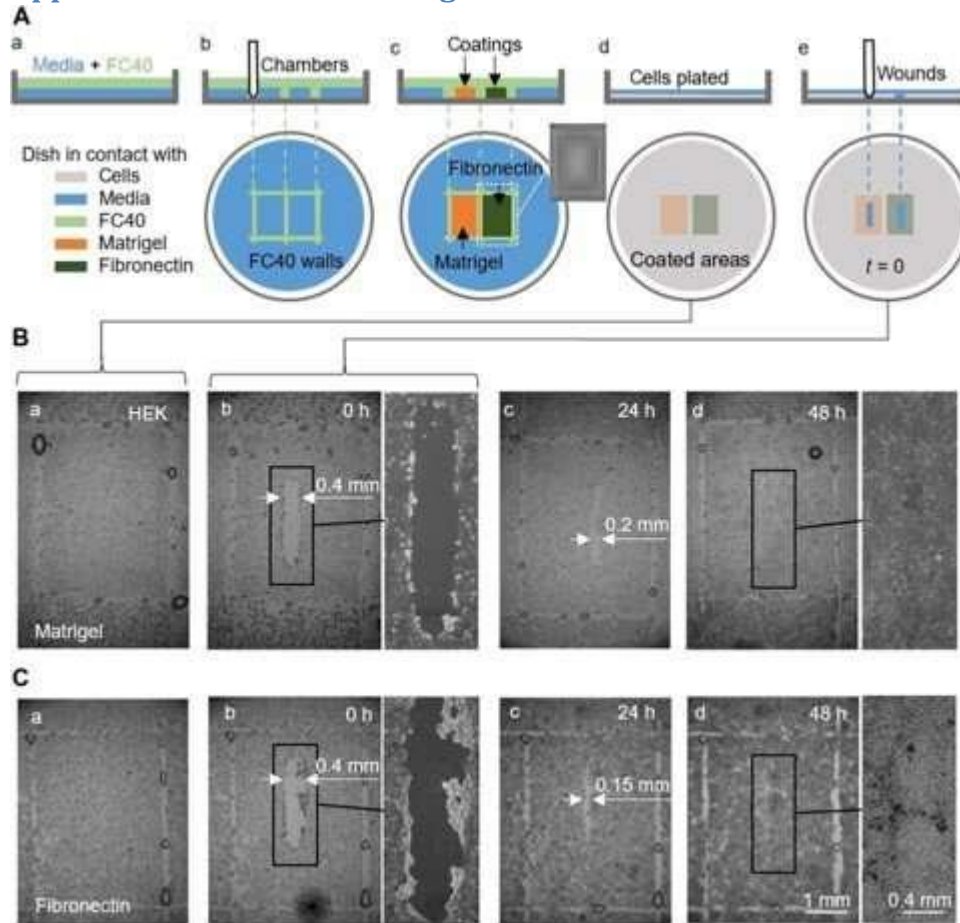 A
a
b
c
d
e
Media + FC40
Chambers
Coatings
Cells plated
Wounds
Dish in contact with
Cells
Media
FC40
Matrigel
Fibronectin
FC40 walls
Fibronectin
Matrigel
Coated areas
t = 0
B
a
HEK
b
0 h
c
24 h
d
48 h
0.4 mm
0.2 mm
Matrigel
C
a
b
0 h
c
24 h
d
48 h
0.4 mm
0.15 mm
Fibronectin
1 mm
0.4 mm